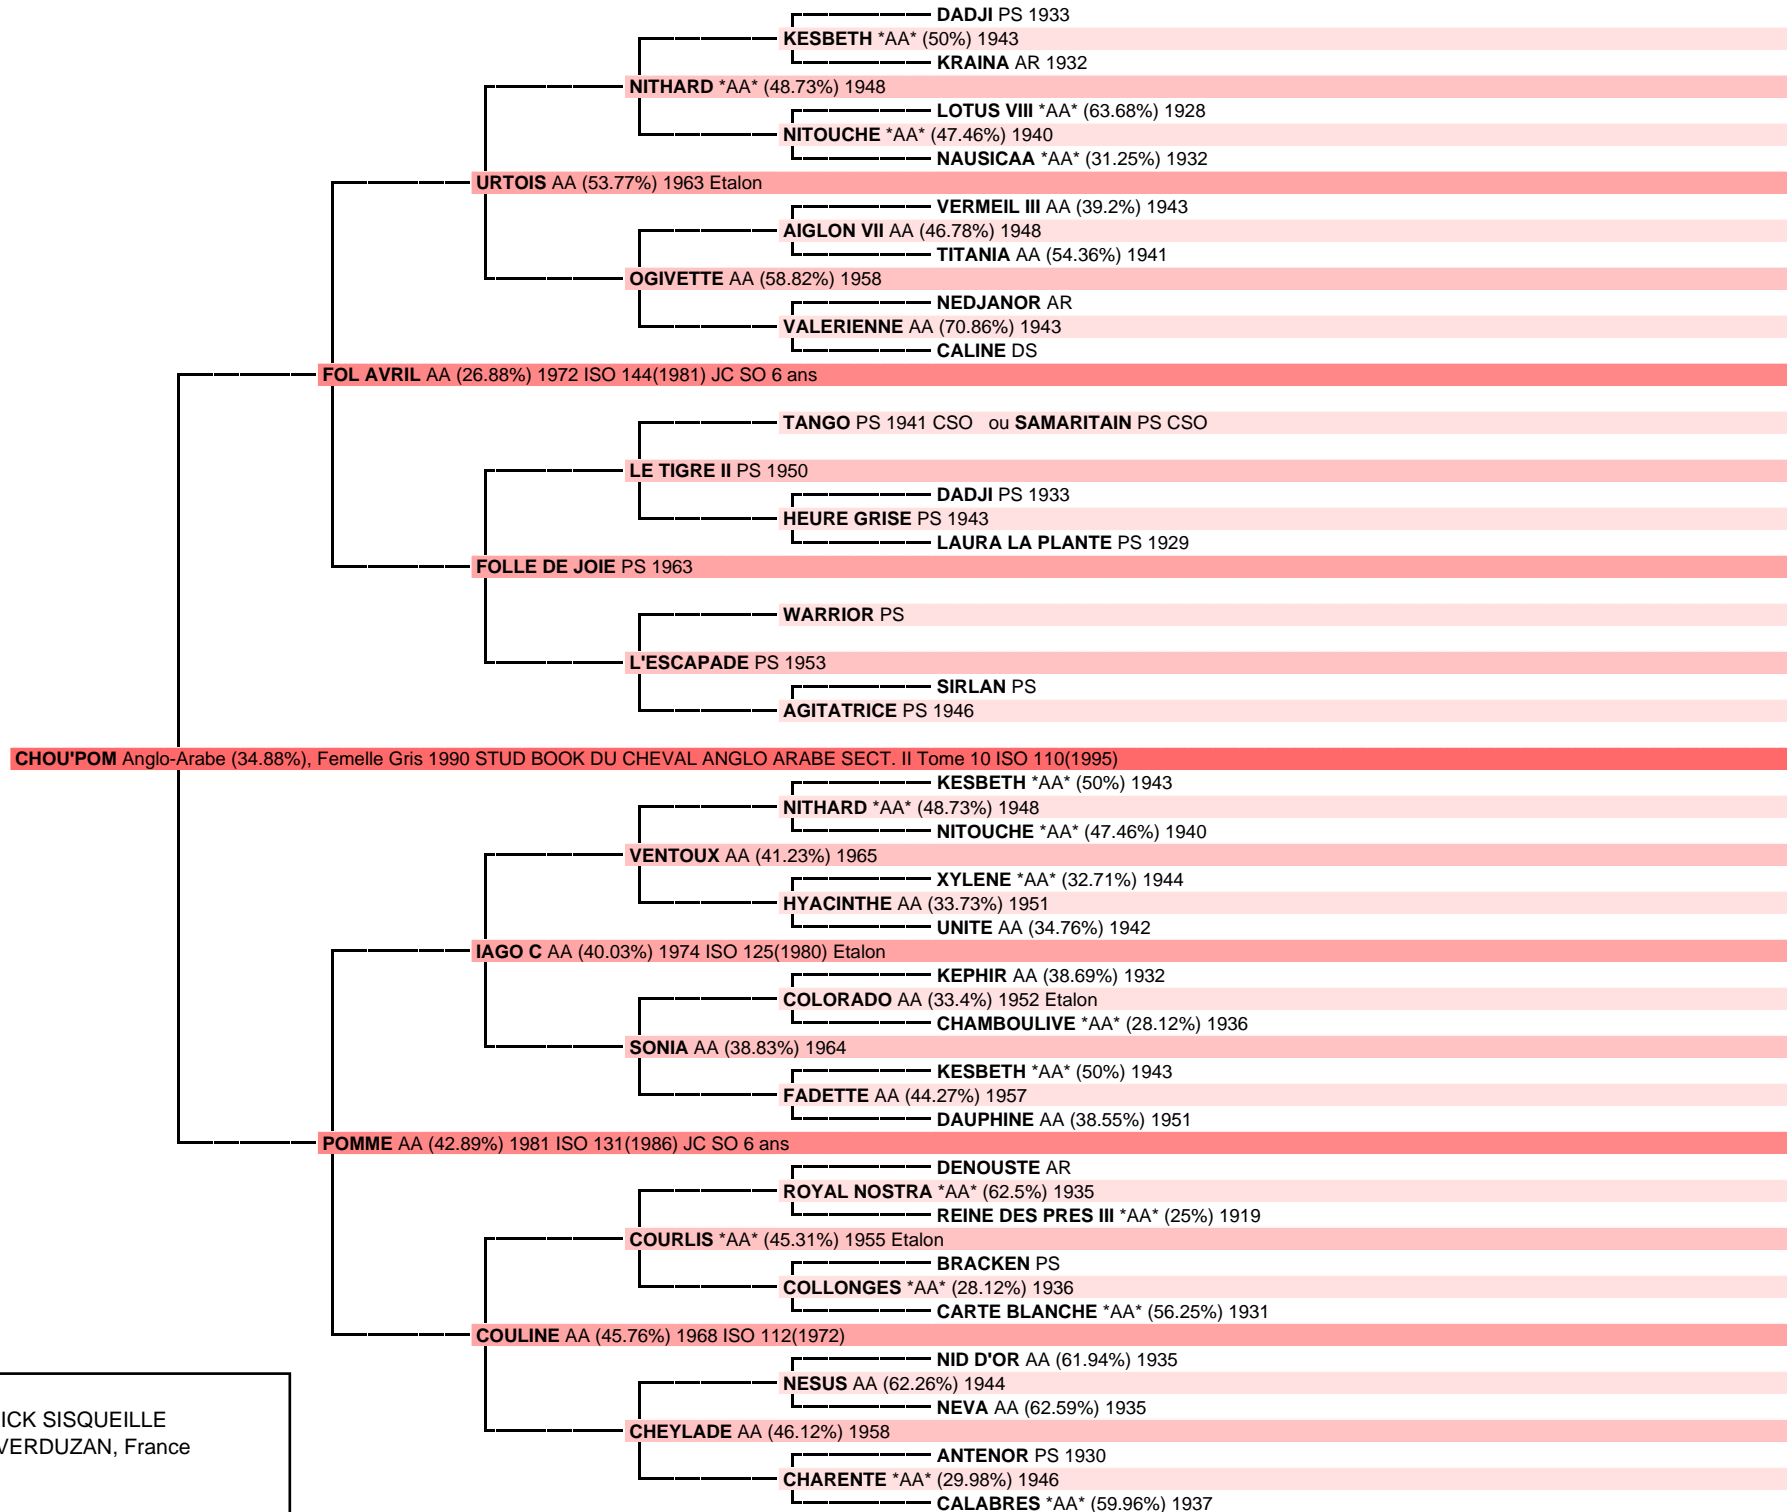 DADJI PS 1933
KESBETH *AA* (50%) 1943
KRAINA AR 1932
NITHARD *AA* (48.73%) 1948
LOTUS VIII *AA* (63.68%) 1928
NITOUCHE *AA* (47.46%) 1940
NAUSICAA *AA* (31.25%) 1932
URTOIS AA (53.77%) 1963 Etalon
VERMEIL III AA (39.2%) 1943
AIGLON VII AA (46.78%) 1948
TITANIA AA (54.36%) 1941
OGIVETTE AA (58.82%) 1958
NEDJANOR AR
VALERIENNE AA (70.86%) 1943
CALINE DS
FOL AVRIL AA (26.88%) 1972 ISO 144(1981) JC SO 6 ans
TANGO PS 1941 CSO ou SAMARITAIN PS CSO
LE TIGRE II PS 1950
DADJI PS 1933
HEURE GRISE PS 1943
LAURA LA PLANTE PS 1929
FOLLE DE JOIE PS 1963
WARRIOR PS
L'ESCAPADE PS 1953
SIRLAN PS
AGITATRICE PS 1946
CHOU'POM Anglo-Arabe (34.88%), Femelle Gris 1990 STUD BOOK DU CHEVAL ANGLO ARABE SECT. II Tome 10 ISO 110(1995)
KESBETH *AA* (50%) 1943
NITHARD *AA* (48.73%) 1948
NITOUCHE *AA* (47.46%) 1940
VENTOUX AA (41.23%) 1965
XYLENE *AA* (32.71%) 1944
HYACINTHE AA (33.73%) 1951
UNITE AA (34.76%) 1942
IAGO C AA (40.03%) 1974 ISO 125(1980) Etalon
KEPHIR AA (38.69%) 1932
COLORADO AA (33.4%) 1952 Etalon
CHAMBOULIVE *AA* (28.12%) 1936
SONIA AA (38.83%) 1964
KESBETH *AA* (50%) 1943
FADETTE AA (44.27%) 1957
DAUPHINE AA (38.55%) 1951
POMME AA (42.89%) 1981 ISO 131(1986) JC SO 6 ans
DENOUSTE AR
ROYAL NOSTRA *AA* (62.5%) 1935
REINE DES PRES III *AA* (25%) 1919
COURLIS *AA* (45.31%) 1955 Etalon
BRACKEN PS
COLLONGES *AA* (28.12%) 1936
CARTE BLANCHE *AA* (56.25%) 1931
COULINE AA (45.76%) 1968 ISO 112(1972)
NID D'OR AA (61.94%) 1935
NESUS AA (62.26%) 1944
NEVA AA (62.59%) 1935
CHEYLADE AA (46.12%) 1958
ANTENOR PS 1930
CHARENTE *AA* (29.98%) 1946
CALABRES *AA* (59.96%) 1937
ICK SISQUEILLE
VERDUZAN, France